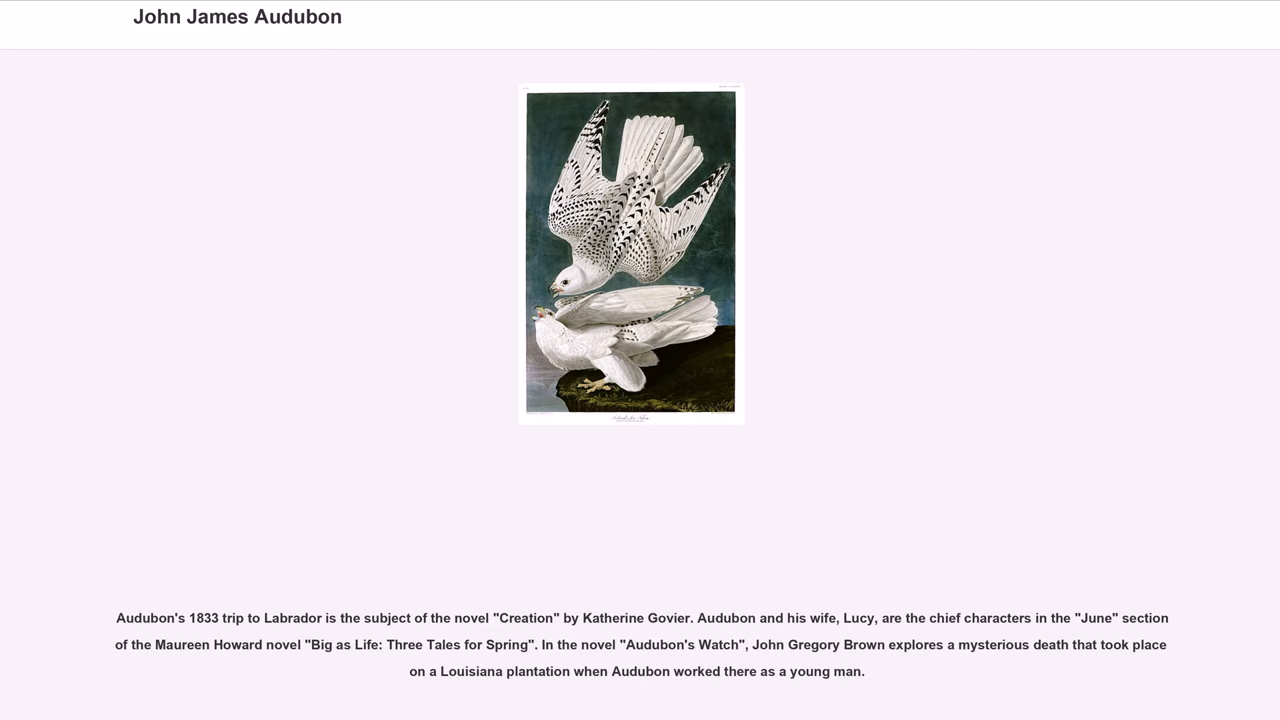 John James Audubon
Audubon's 1833 trip to Labrador is the subject of the novel "Creation" by Katherine Govier. Audubon and his wife, Lucy, are the chief characters in the "June" section
of the Maureen Howard novel "Big as Life: Three Tales for Spring". In the novel "Audubon's Watch", John Gregory Brown explores a mysterious death that took place
on a Louisiana plantation when Audubon worked there as a young man.